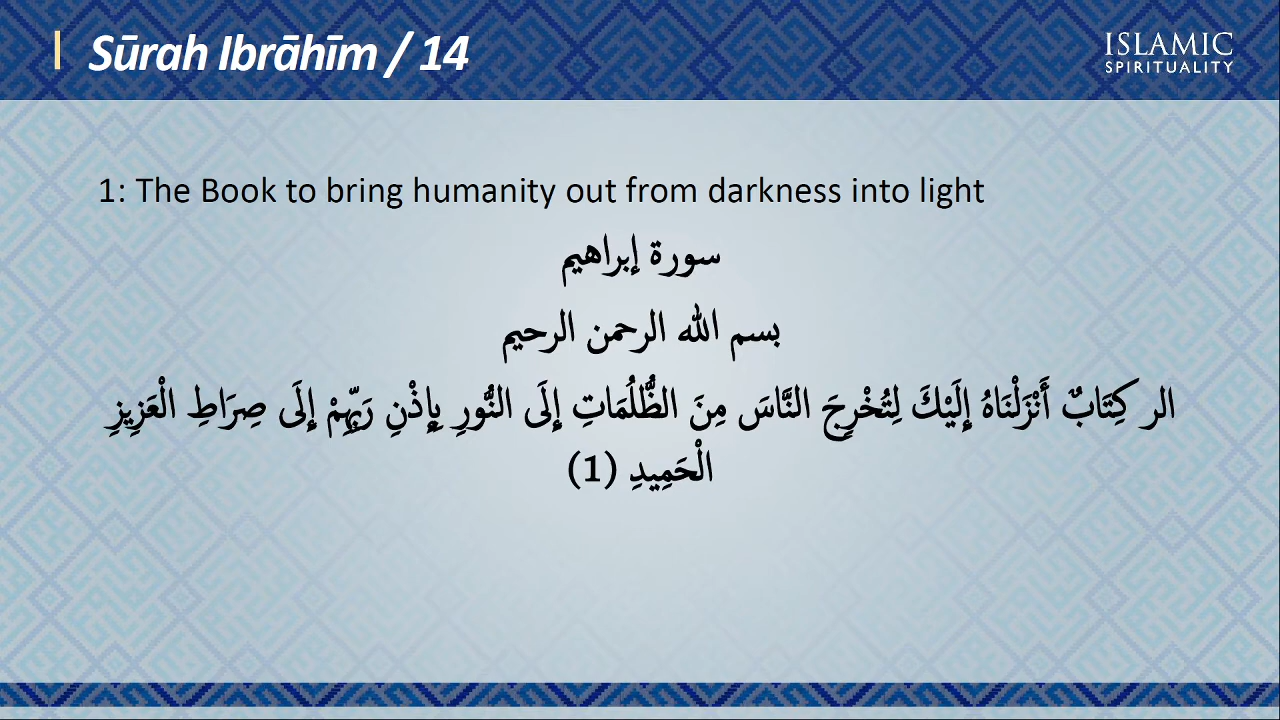 Sūrah Ibrāhīm / 14
ISLAMIC
SPIRITUALITY
1: The Book to bring humanity out from darkness into light
سورة إبراهيم
بسم الله الرحمن الرحيم
الر كِتَابٌ أَنْزَلْنَاهُ إِلَيْكَ لِتُخْرِجَ النَّاسَ مِنَ الظُّلُمَاتِ إِلَى النُّورِ بِإِذْنِ رَبِّهِمْ إِلَى صِرَاطِ الْعَزِيزِ
الْحَمِيدِ (1)